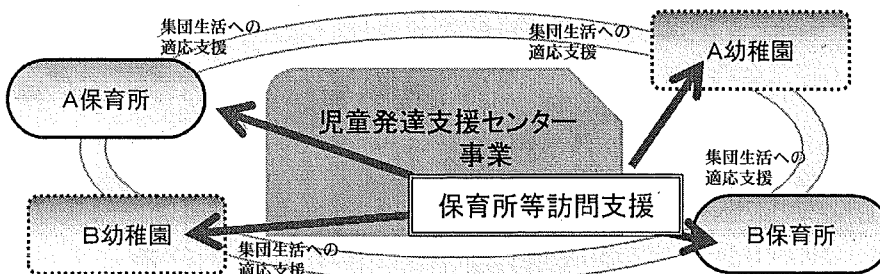 集団生活への
適応支援
集団生活への
適応支援
A幼稚園
A保育所
児童発達支援センター
事業
集団生活への
適応支援
保育所等訪問支援
B幼稚園
B保育所
集団生活への
適応支援